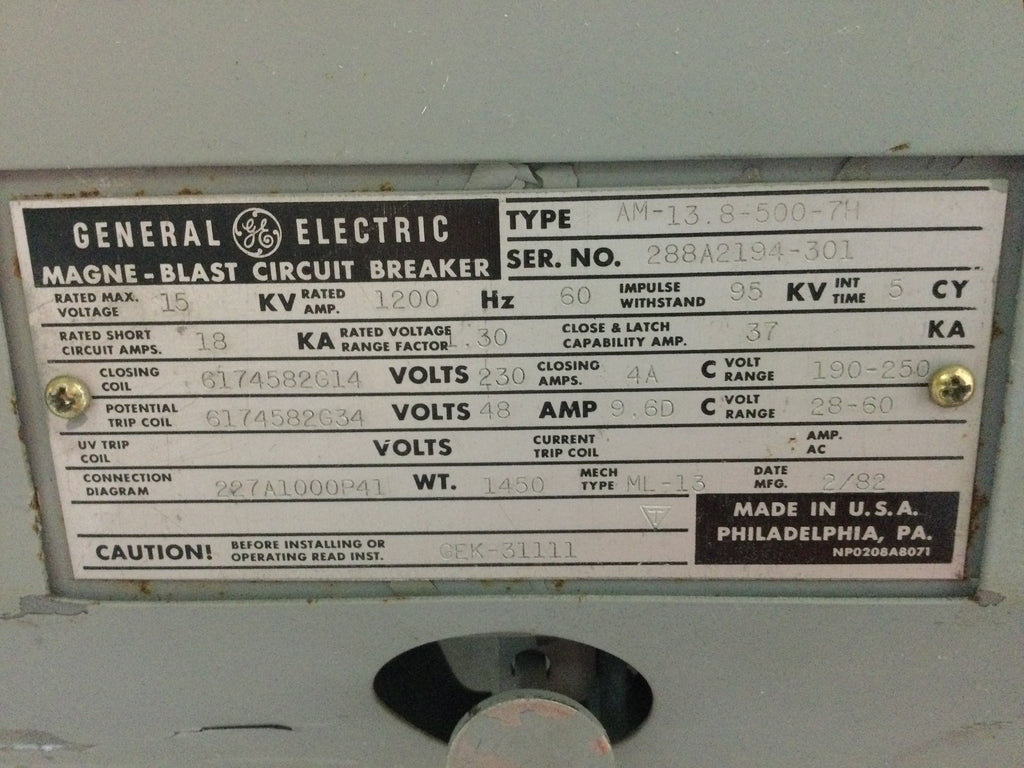 GENERAL GE ELECTRIC
MAGNE-BLAST CIRCUIT BREAKER
TYPE AM-13.8-500-7H
SER. NO. 288A2194-301
RATED MAX. VOLTAGE 15 KV RATED AMP. 1200 Hz 60 IMPULSE WITHSTAND 95 KV INT TIME 5 CY
RATED SHORT CIRCUIT AMPS. 18 KA RATED VOLTAGE RANGE FACTOR 1.30 CLOSE & LATCH CAPABILITY AMP. 37 KA
CLOSING COIL 6174582G14 VOLTS 230 CLOSING AMPS. 4A C VOLT RANGE 190-250
POTENTIAL TRIP COIL 6174582G34 VOLTS 48 AMP 9.6D C VOLT RANGE 28-60
UV TRIP COIL VOLTS CURRENT TRIP COIL AMP. AC
CONNECTION DIAGRAM 227A1000P41 WT. 1450 MECH TYPE ML-13 DATE MFG. 2/82
CAUTION! BEFORE INSTALLING OR OPERATING READ INST. GEK-31111
MADE IN U.S.A.
PHILADELPHIA, PA.
NP0208A8071